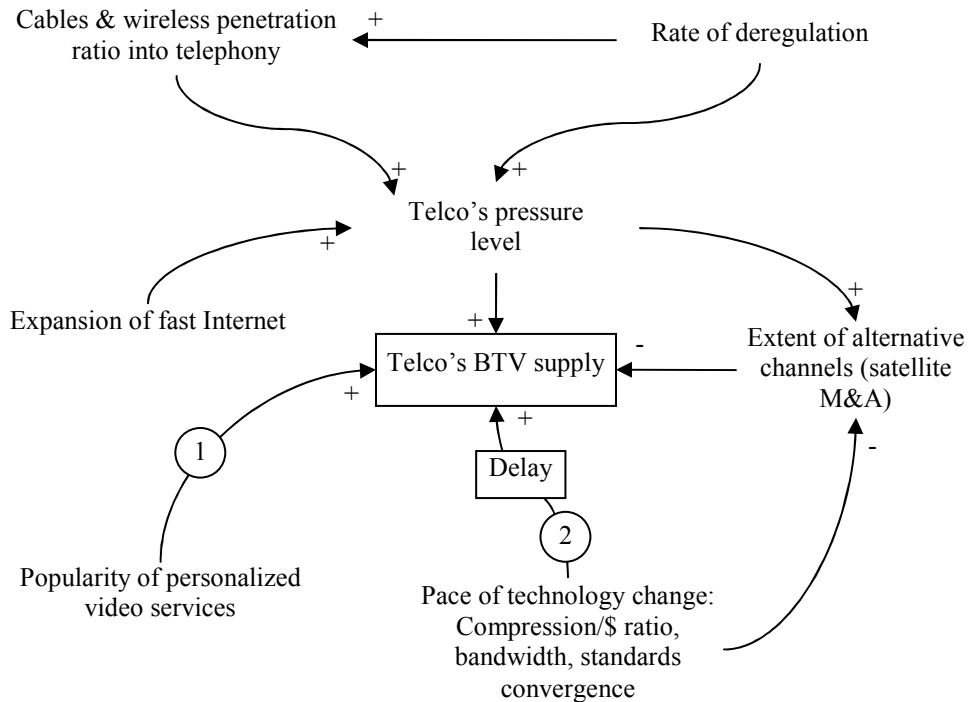 Cables & wireless penetration
ratio into telephony
+
Rate of deregulation
+
+
Telco's pressure
level
+
+
Expansion of fast Internet
+
Telco's BTV supply
-
Extent of alternative
channels (satellite
M&A)
+
+
-
1
Delay
2
Popularity of personalized
video services
Pace of technology change:
Compression/$ ratio,
bandwidth, standards
convergence